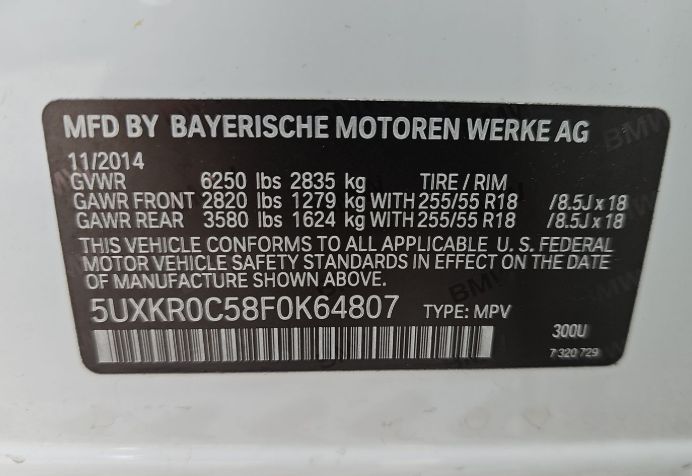 MFD BY BAYERISCHE MOTOREN WERKE AG
11/2014
GVWR 6250 lbs 2835 kg TIRE / RIM
GAWR FRONT 2820 lbs 1279 kg WITH 255/55 R18 /8.5J x 18
GAWR REAR 3580 lbs 1624 kg WITH 255/55 R18 /8.5J x 18
THIS VEHICLE CONFORMS TO ALL APPLICABLE U. S. FEDERAL
MOTOR VEHICLE SAFETY STANDARDS IN EFFECT ON THE DATE
OF MANUFACTURE SHOWN ABOVE.
5UXKR0C58F0K64807 TYPE: MPV
300U
7 320 729